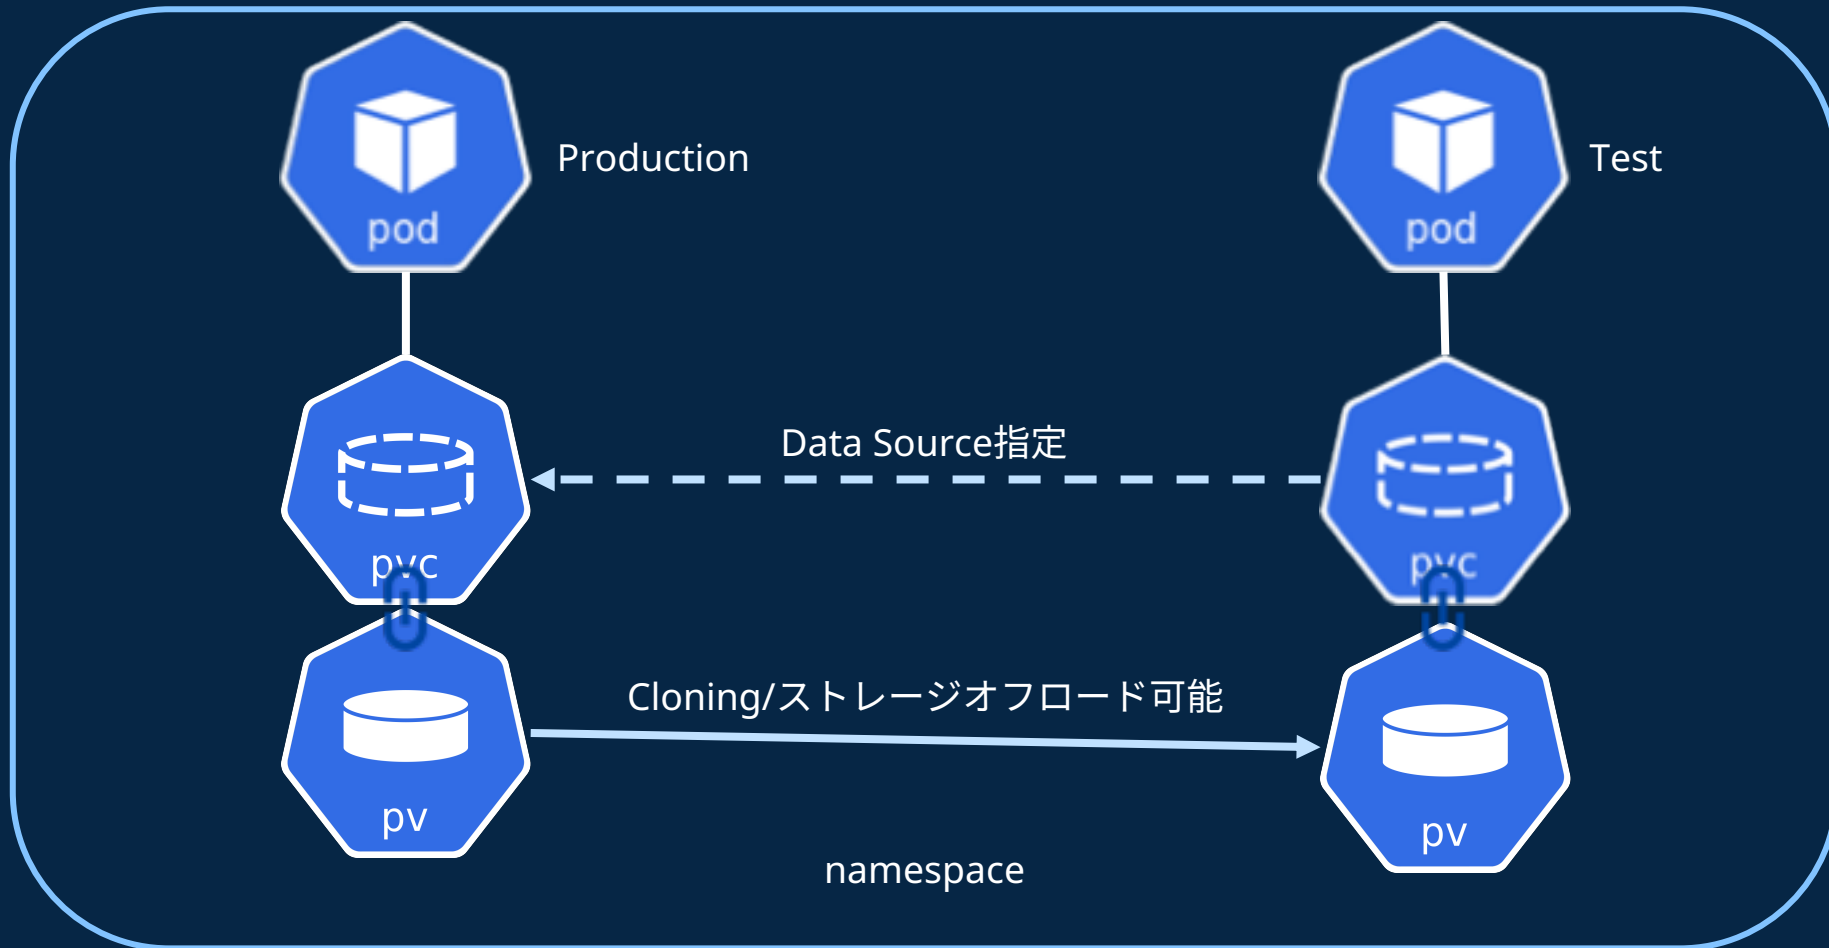 pod
Production
pod
Test
Data Source指定
pvc
pvc
Cloning/ストレージオフロード可能
pv
pv
namespace